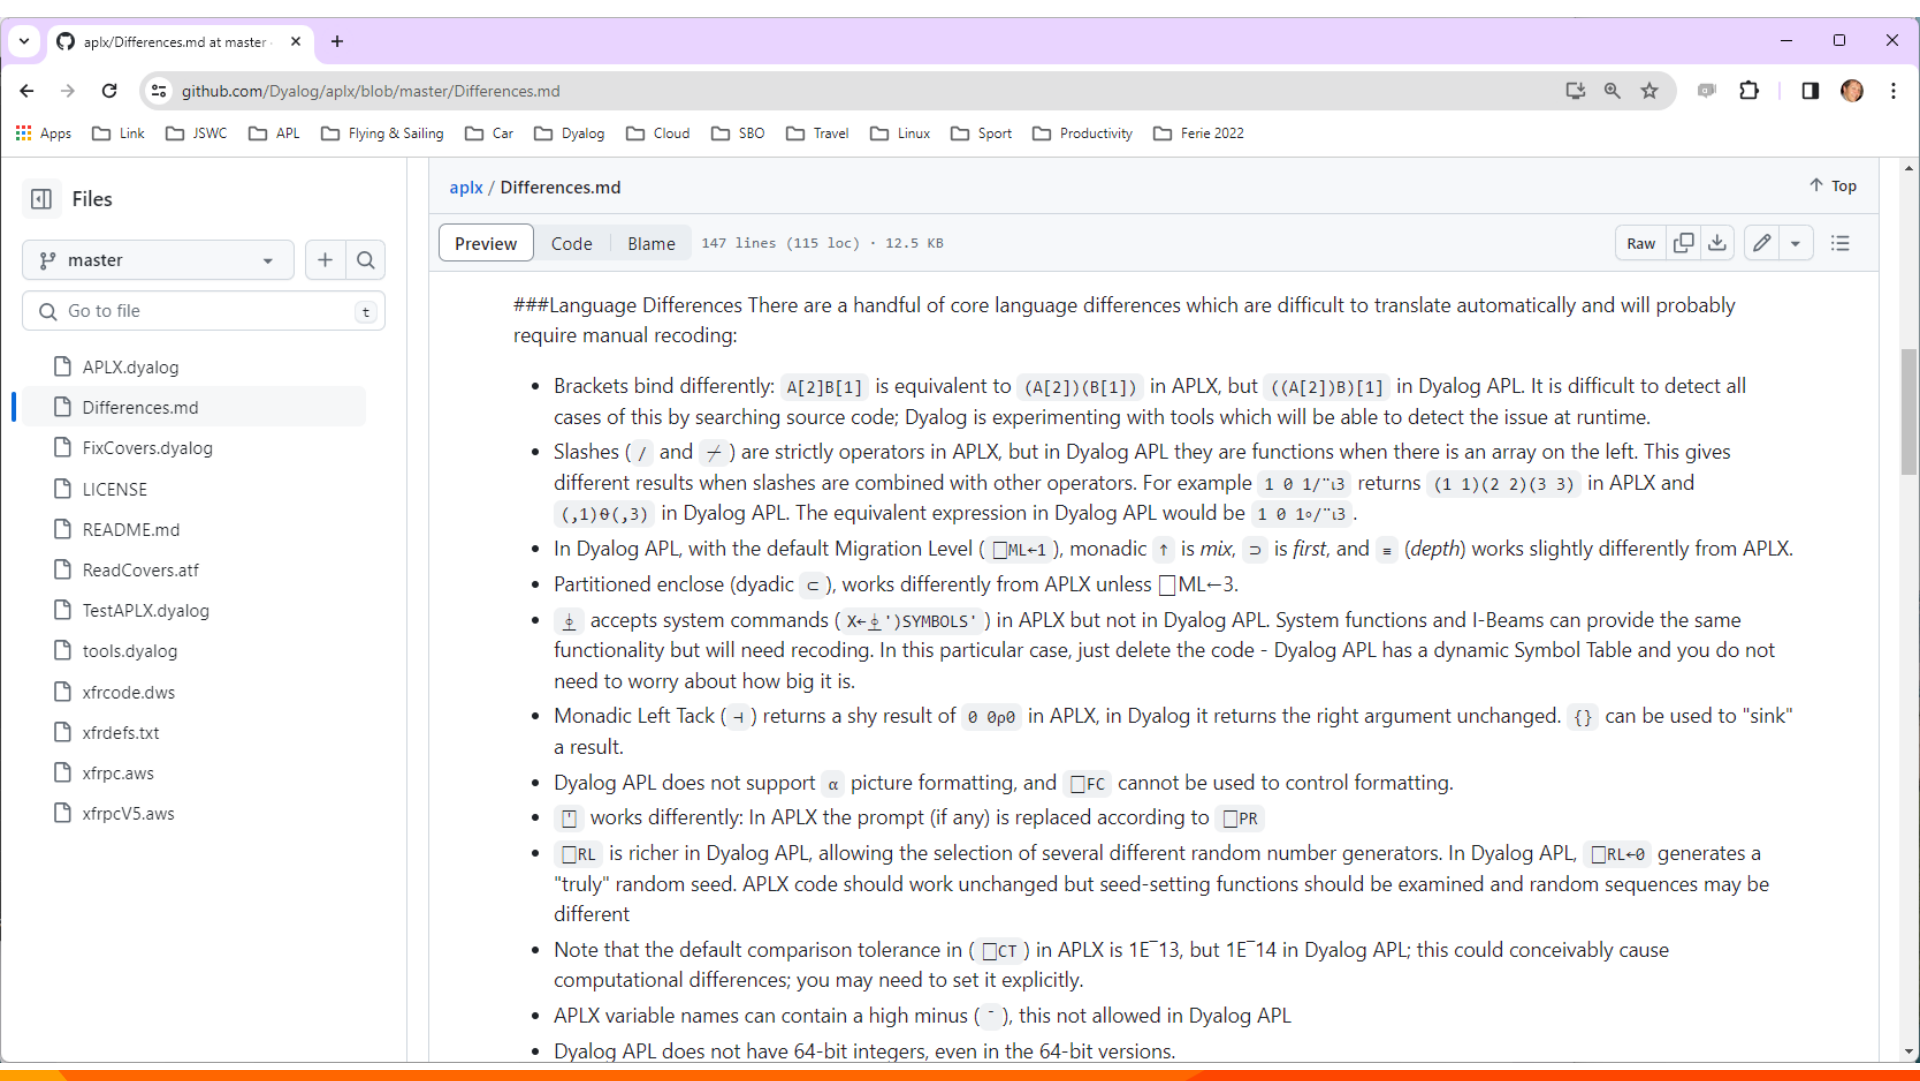 aplx/Differences.md at master
github.com/Dyalog/aplx/blob/master/Differences.md
Apps Link JSWC APL Flying & Sailing Car Dyalog Cloud SBO Travel Linux Sport Productivity Ferie 2022
Files
master
Go to file t
APLX.dyalog
Differences.md
FixCovers.dyalog
LICENSE
README.md
ReadCovers.atf
TestAPLX.dyalog
tools.dyalog
xfrcode.dws
xfrdefs.txt
xfrpc.aws
xfrpcV5.aws
aplx / Differences.md
↑ Top
Preview Code Blame 147 lines (115 loc) · 12.5 KB
Raw
###Language Differences There are a handful of core language differences which are difficult to translate automatically and will probably
require manual recoding:
• Brackets bind differently: A[2]B[1] is equivalent to (A[2])(B[1]) in APLX, but ((A[2])B)[1] in Dyalog APL. It is difficult to detect all
cases of this by searching source code; Dyalog is experimenting with tools which will be able to detect the issue at runtime.
• Slashes ( / and ⌿ ) are strictly operators in APLX, but in Dyalog APL they are functions when there is an array on the left. This gives
different results when slashes are combined with other operators. For example 1 0 1/¨⍳3 returns (1 1)(2 2)(3 3) in APLX and
(,1)θ(,3) in Dyalog APL. The equivalent expression in Dyalog APL would be 1 0 1∘/¨⍳3 .
• In Dyalog APL, with the default Migration Level ( ⎕ML←1 ), monadic ↑ is mix, ⊃ is first, and ≡ (depth) works slightly differently from APLX.
• Partitioned enclose (dyadic ⊂ ), works differently from APLX unless ⎕ML←3.
• ⍎ accepts system commands ( X←⍎')SYMBOLS' ) in APLX but not in Dyalog APL. System functions and I-Beams can provide the same
functionality but will need recoding. In this particular case, just delete the code - Dyalog APL has a dynamic Symbol Table and you do not
need to worry about how big it is.
• Monadic Left Tack ( ⊣ ) returns a shy result of 0 0⍴0 in APLX, in Dyalog it returns the right argument unchanged. {} can be used to "sink"
a result.
• Dyalog APL does not support ⍺ picture formatting, and ⎕FC cannot be used to control formatting.
• ⍞ works differently: In APLX the prompt (if any) is replaced according to ⎕PR
• ⎕RL is richer in Dyalog APL, allowing the selection of several different random number generators. In Dyalog APL, ⎕RL←0 generates a
"truly" random seed. APLX code should work unchanged but seed-setting functions should be examined and random sequences may be
different
• Note that the default comparison tolerance in ( ⎕CT ) in APLX is 1E¯13, but 1E¯14 in Dyalog APL; this could conceivably cause
computational differences; you may need to set it explicitly.
• APLX variable names can contain a high minus ( ¯ ), this not allowed in Dyalog APL
• Dyalog APL does not have 64-bit integers, even in the 64-bit versions.